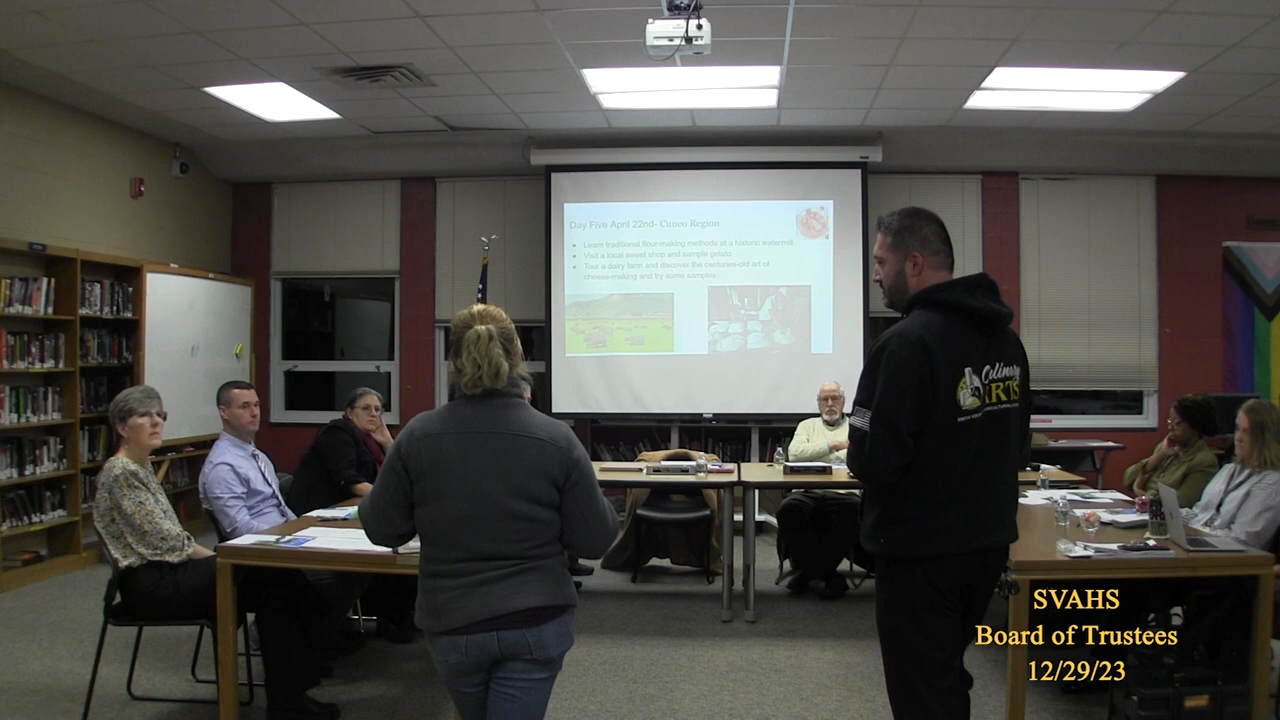 Day Five April 22nd- Cuneo Region
Learn traditional flour-making methods at a historic watermill
Visit a local sweet shop and sample gelato
Tour a dairy farm and discover the centuries-old art of
cheese-making and try some samples
Culinary
ARTS
SVAHS
Board of Trustees
12/29/23